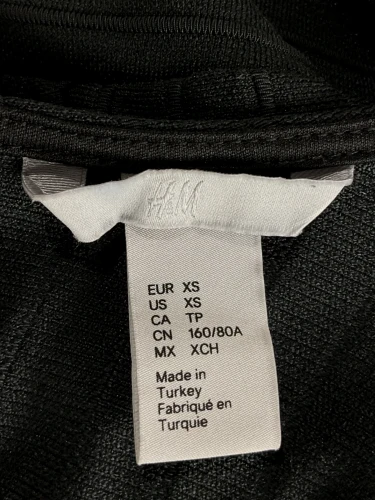 H&M
EUR XS
US XS
CA TP
CN 160/80A
MX XCH
Made in
Turkey
Fabriqué en
Turquie